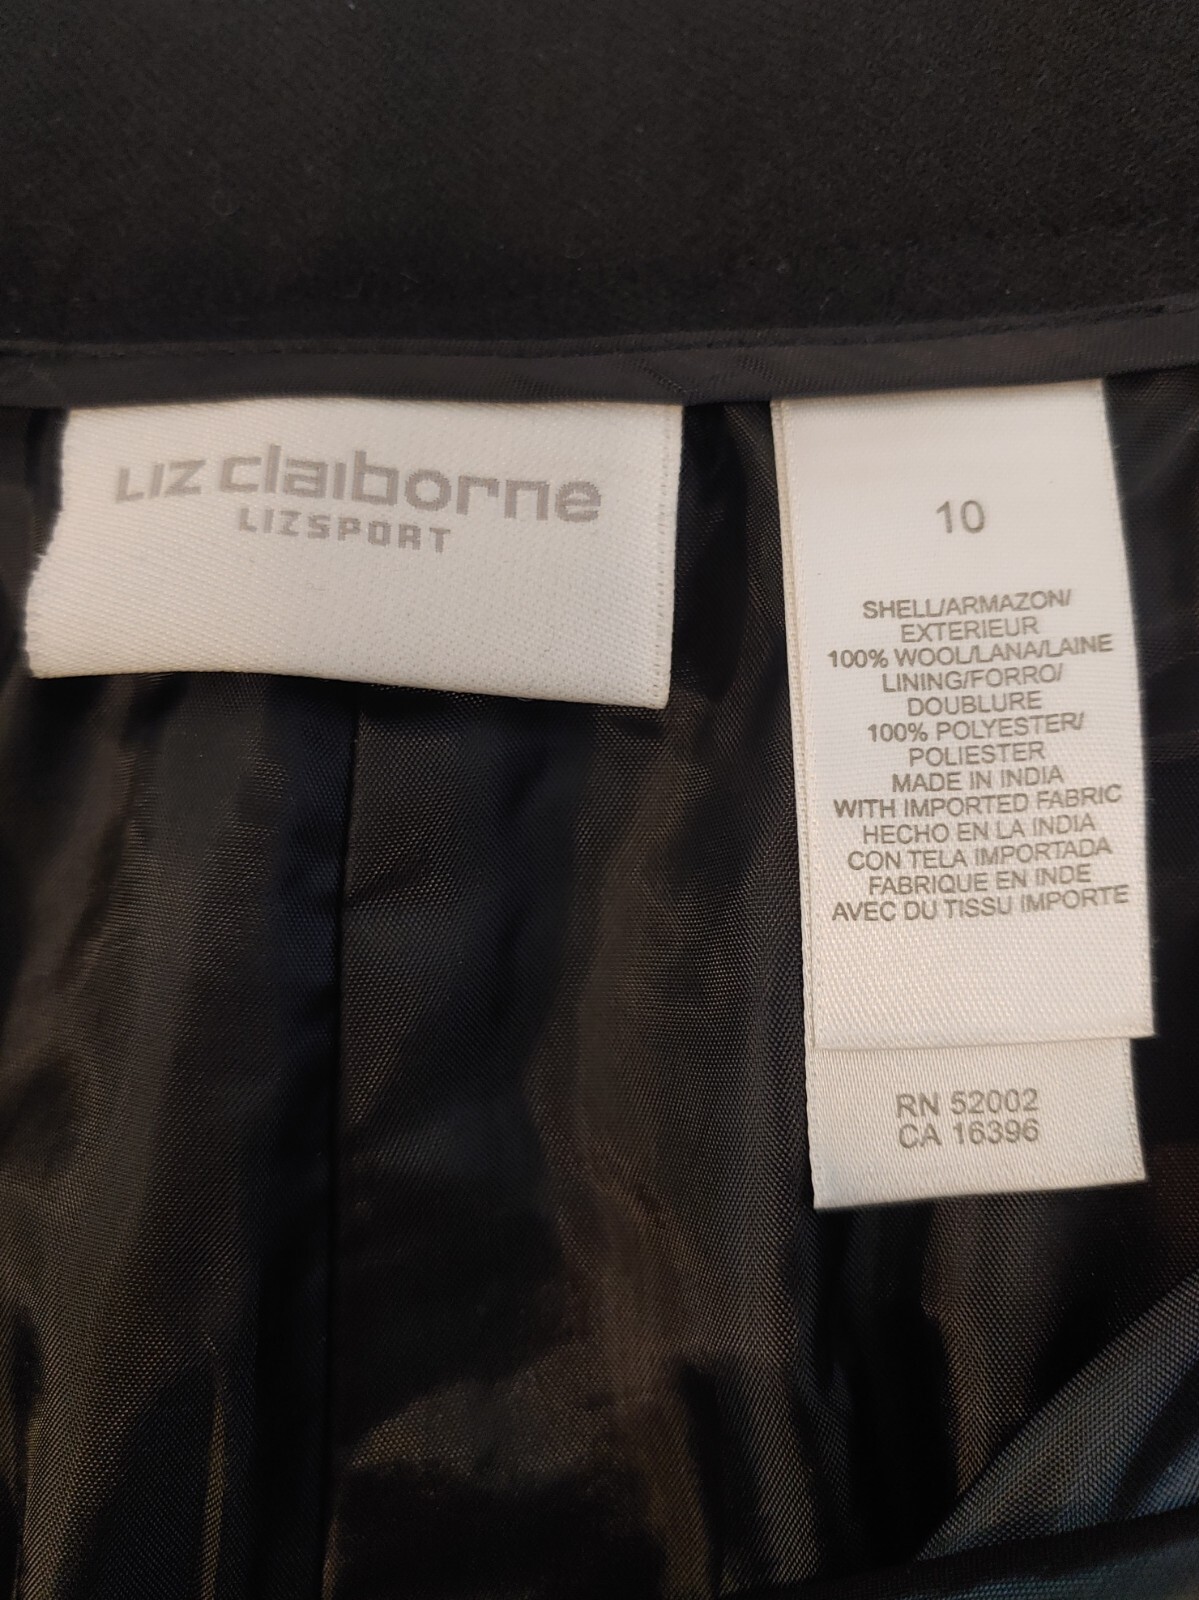 LIZ claiborne
LIZSPORT
10
SHELL/ARMAZON/
EXTERIEUR
100% WOOL/LANA/LAINE
LINING/FORRO/
DOUBLURE
100% POLYESTER/
POLIESTER
MADE IN INDIA
WITH IMPORTED FABRIC
HECHO EN LA INDIA
CON TELA IMPORTADA
FABRIQUE EN INDE
AVEC DU TISSU IMPORTE
RN 52002
CA 16396